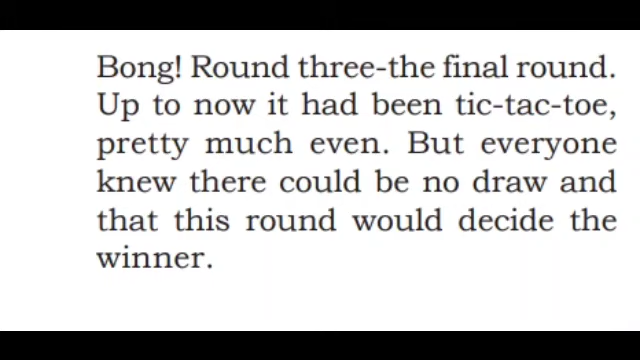 Bong! Round three-the final round.
Up to now it had been tic-tac-toe,
pretty much even. But everyone
knew there could be no draw and
that this round would decide the
winner.